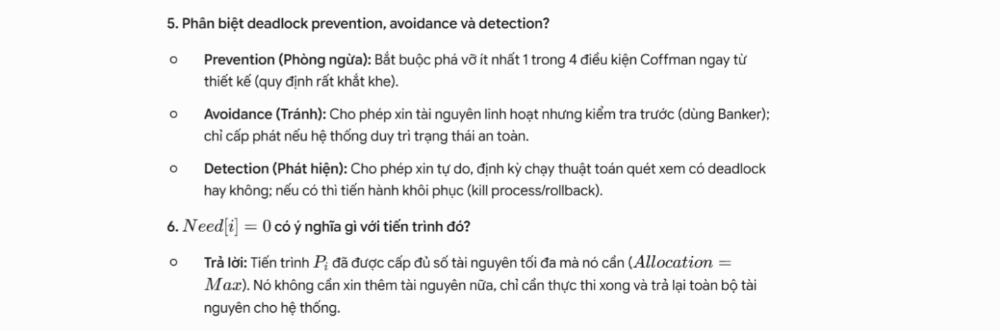 5. Phân biệt deadlock prevention, avoidance và detection?
○ Prevention (Phòng ngừa): Bắt buộc phá vỡ ít nhất 1 trong 4 điều kiện Coffman ngay từ
thiết kế (quy định rất khắt khe).
○ Avoidance (Tránh): Cho phép xin tài nguyên linh hoạt nhưng kiểm tra trước (dùng Banker);
chỉ cấp phát nếu hệ thống duy trì trạng thái an toàn.
○ Detection (Phát hiện): Cho phép xin tự do, định kỳ chạy thuật toán quét xem có deadlock
hay không; nếu có thì tiến hành khôi phục (kill process/rollback).
6. Need[i] = 0 có ý nghĩa gì với tiến trình đó?
○ Trả lời: Tiến trình P_i đã được cấp đủ số tài nguyên tối đa mà nó cần (Allocation =
Max). Nó không cần xin thêm tài nguyên nữa, chỉ cần thực thi xong và trả lại toàn bộ tài
nguyên cho hệ thống.